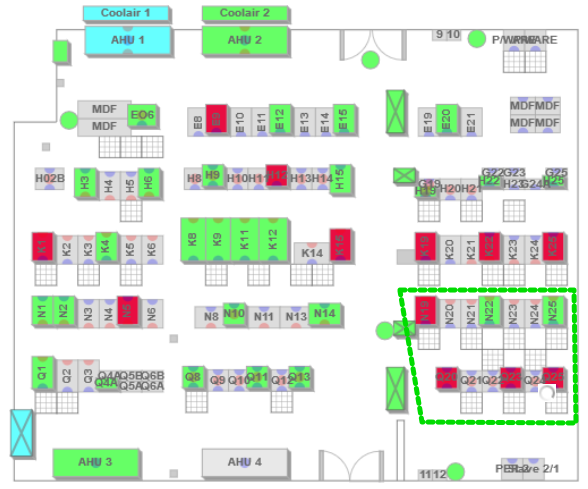 Coolair 1 Coolair 2
AHU 1 AHU 2 9 10
MDF MDF EO6 E8 E9 E10 E11 E12 E13 E14 E15 E19 E20 E21 MDF MDF MDF MDF
H02B H3 H4 H5 H6 H8 H9 H10 H11 H12 H13 H14 H15 G19 H19 H20 H21 G22 G23 H22 H23 G24 G25 H25
K1 K2 K3 K4 K5 K6 K8 K9 K11 K12 K14 K15 K19 K20 K21 K22 K23 K24 K25
N1 N2 N3 N4 N5 N6 N8 N10 N11 N13 N14 N19 N20 N21 N22 N23 N24 N25
Q1 Q2 Q3 Q4A Q5B Q6B Q4A Q5A Q6A Q8 Q9 Q10 Q11 Q12 Q13 Q20 Q21 Q22 Q23 Q24
AHU 3 AHU 4 11 12 2/1